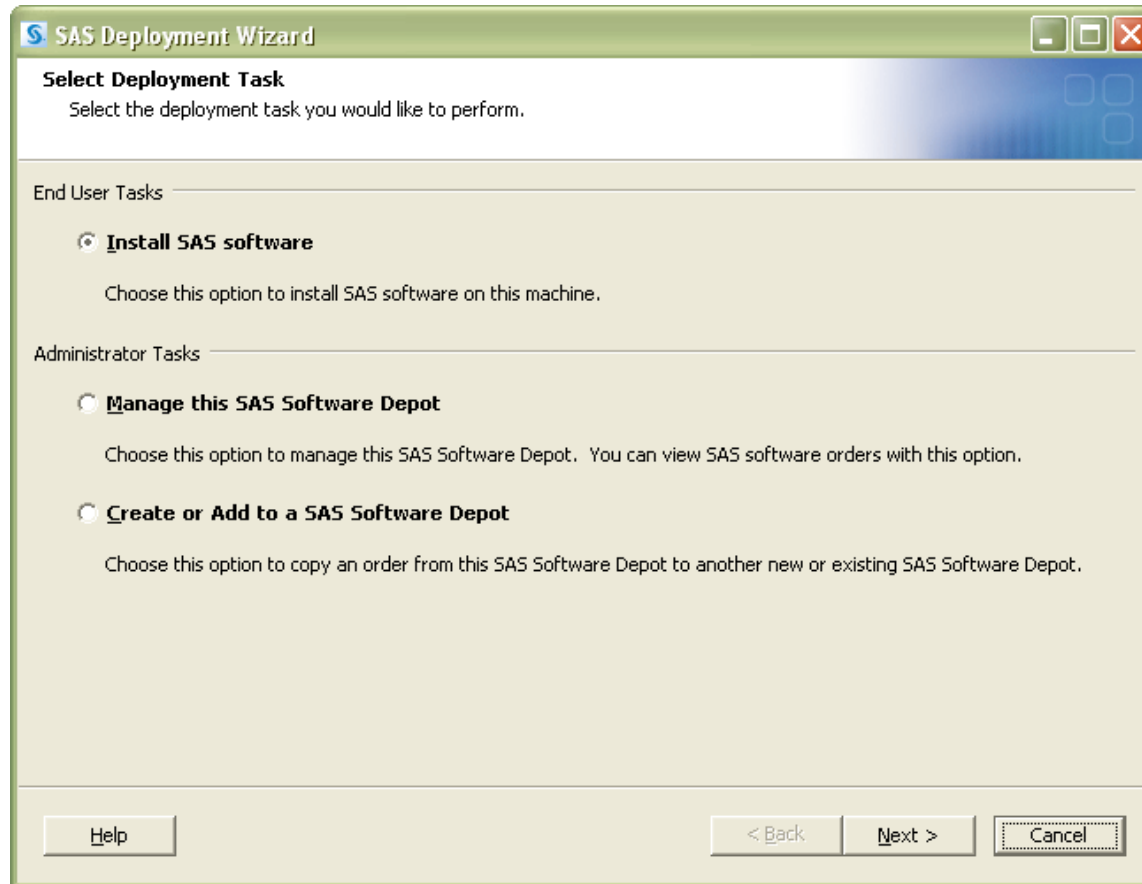 SAS Deployment Wizard
Select Deployment Task
Select the deployment task you would like to perform.
End User Tasks
Install SAS software
Choose this option to install SAS software on this machine.
Administrator Tasks
Manage this SAS Software Depot
Choose this option to manage this SAS Software Depot.  You can view SAS software orders with this option.
Create or Add to a SAS Software Depot
Choose this option to copy an order from this SAS Software Depot to another new or existing SAS Software Depot.
Help
< Back
Next >
Cancel